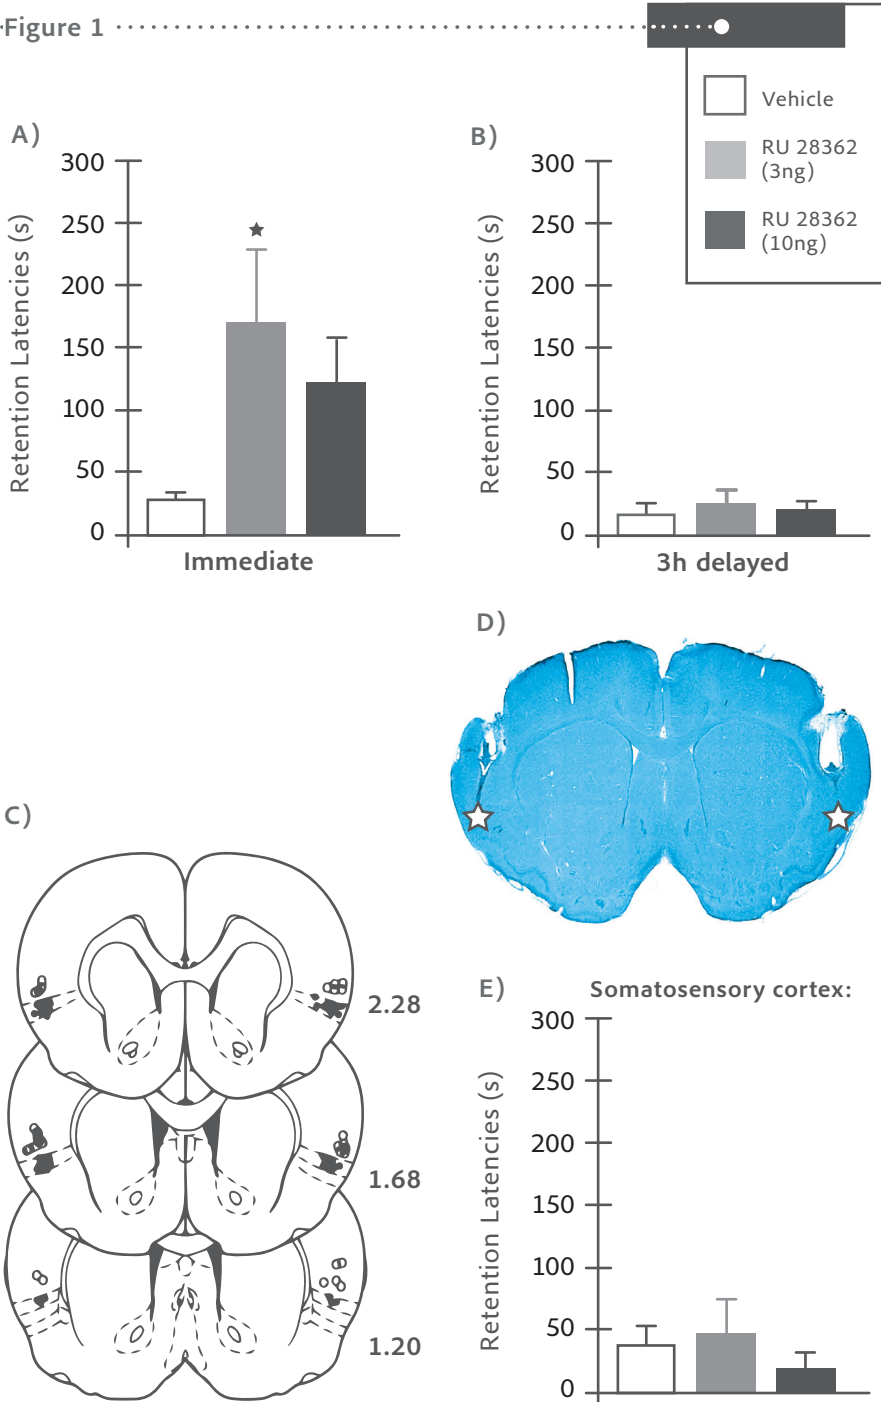 Figure 1
Vehicle
RU 28362
(3ng)
RU 28362
(10ng)
A)
Retention Latencies (s)
300
250
200
150
100
50
0
Immediate
B)
Retention Latencies (s)
300
250
200
150
100
50
0
3h delayed
C)
2.28
1.68
1.20
D)
E)
Somatosensory cortex:
Retention Latencies (s)
300
250
200
150
100
50
0